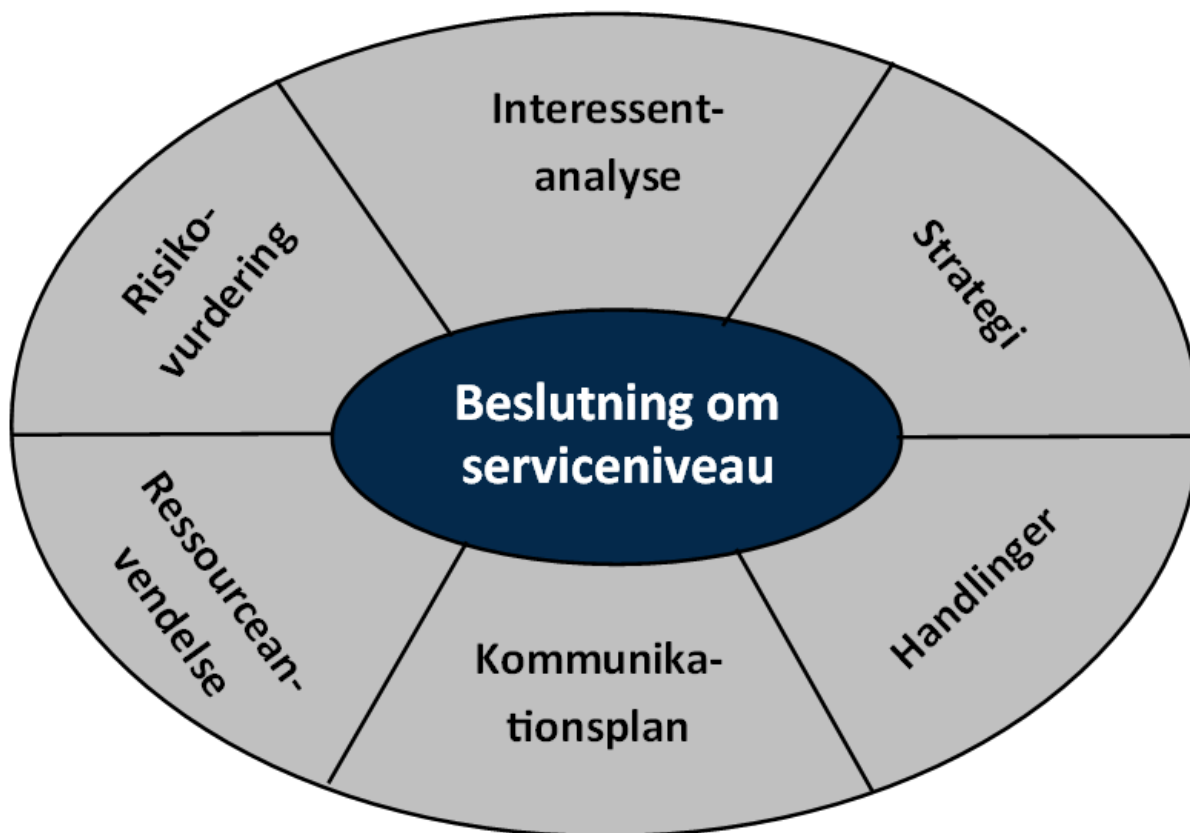 Interessent-
analyse
Strategi
Handlinger
Kommunika-
tionsplan
Ressourcean-
vendelse
Risiko-
vurdering
Beslutning om
serviceniveau